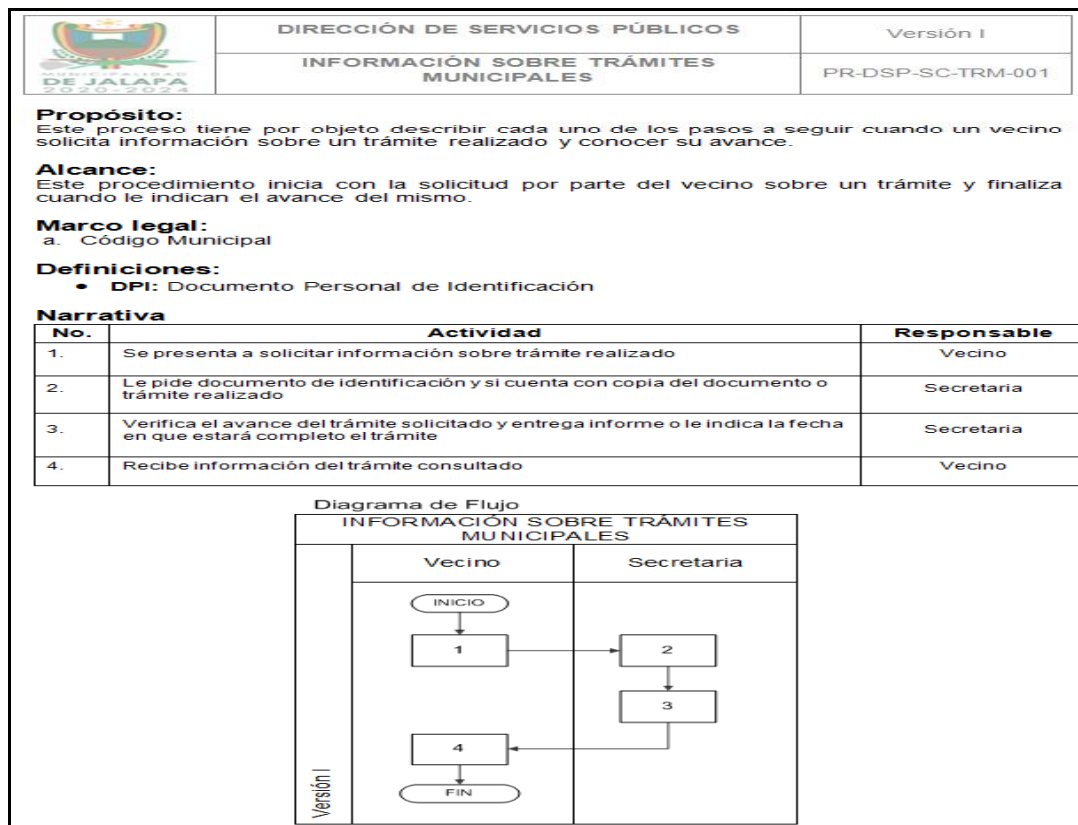 DIRECCIÓN DE SERVICIOS PÚBLICOS
Versión I
MUNICIPALIDAD
DE JALAPA
2020-2024
INFORMACIÓN SOBRE TRÁMITES
MUNICIPALES
PR-DSP-SC-TRM-001
Propósito:
Este proceso tiene por objeto describir cada uno de los pasos a seguir cuando un vecino
solicita información sobre un trámite realizado y conocer su avance.
Alcance:
Este procedimiento inicia con la solicitud por parte del vecino sobre un trámite y finaliza
cuando le indican el avance del mismo.
Marco legal:
a. Código Municipal
Definiciones:
• DPI: Documento Personal de Identificación
Narrativa
No. Actividad Responsable
1. Se presenta a solicitar información sobre trámite realizado Vecino
2. Le pide documento de identificación y si cuenta con copia del documento o
trámite realizado Secretaria
3. Verifica el avance del trámite solicitado y entrega informe o le indica la fecha
en que estará completo el trámite Secretaria
4. Recibe información del trámite consultado Vecino
Diagrama de Flujo
INFORMACIÓN SOBRE TRÁMITES
MUNICIPALES
Vecino Secretaria
INICIO
1 2
3
4
FIN
Versión I